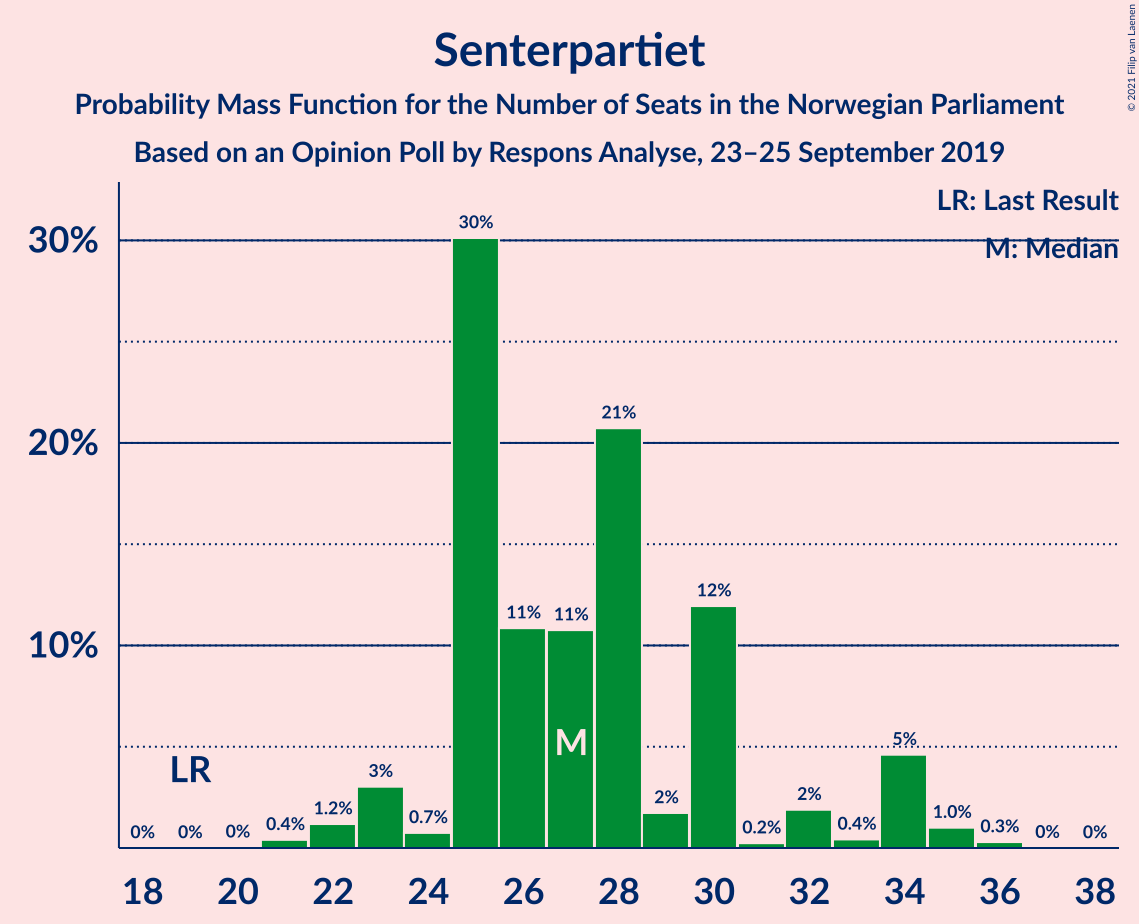 © 2021 Filip van Laenen
Senterpartiet
Probability Mass Function for the Number of Seats in the Norwegian Parliament
Based on an Opinion Poll by Respons Analyse, 23–25 September 2019
LR: Last Result
M: Median
30%
20%
10%
0% 0% 0% 0.4% 1.2% 3% 0.7% 30% 11% 11% 21% 2% 12% 0.2% 2% 0.4% 5% 1.0% 0.3% 0% 0%
LR
M
18 20 22 24 26 28 30 32 34 36 38